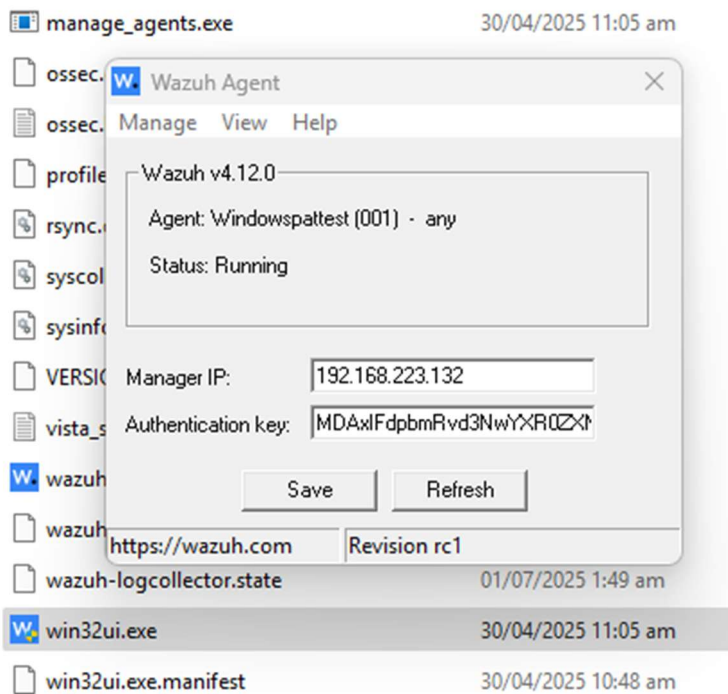 manage_agents.exe 30/04/2025 11:05 am
ossec.
W. Wazuh Agent
ossec.
Manage View Help
profile
Wazuh v4.12.0
rsync.
Agent: Windowspattest (001) - any
syscol
Status: Running
sysinfo
VERSI
Manager IP: 192.168.223.132
vista_s
Authentication key: MDAxIFdpbmRvd3NwYXR0ZXN
W. wazuh
Save Refresh
wazuh
https://wazuh.com Revision rc1
wazuh-logcollector.state 01/07/2025 1:49 am
W. win32ui.exe 30/04/2025 11:05 am
win32ui.exe.manifest 30/04/2025 10:48 am